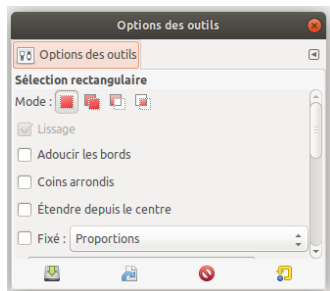 Options des outils
Options des outils
Sélection rectangulaire
Mode :
Lissage
Adoucir les bords
Coins arrondis
Étendre depuis le centre
Fixé : Proportions